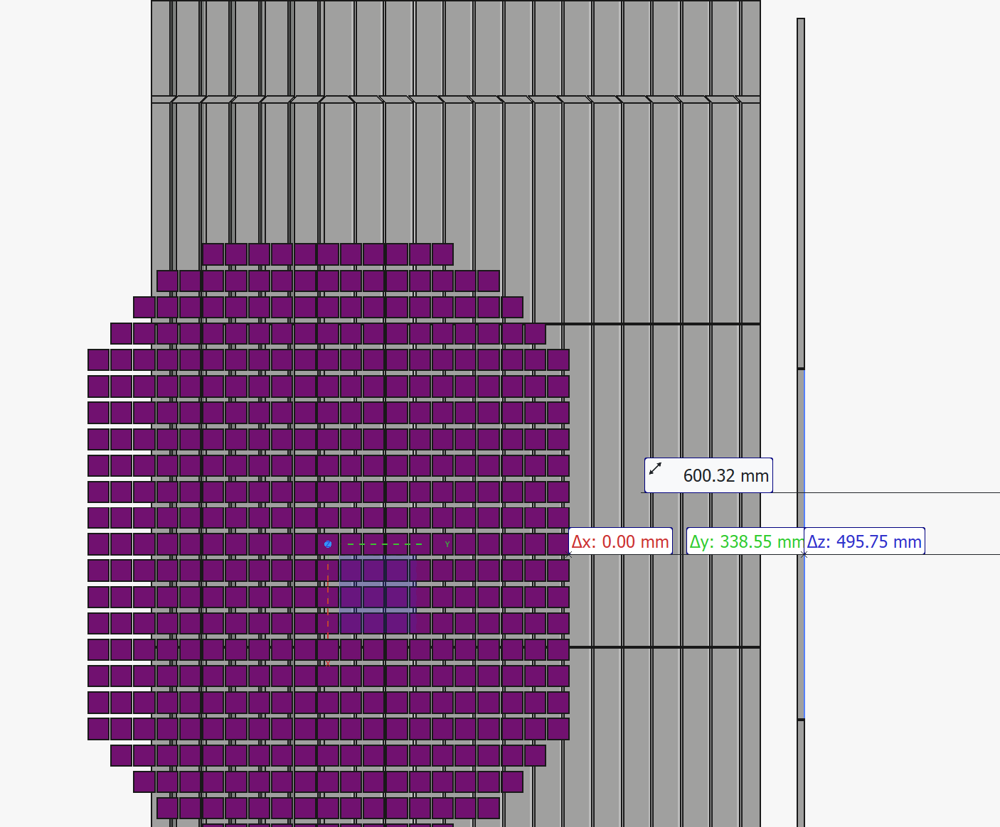 600.32 mm
Δx: 0.00 mm
Δy: 338.55 mm
Δz: 495.75 mm
Z
Y
X